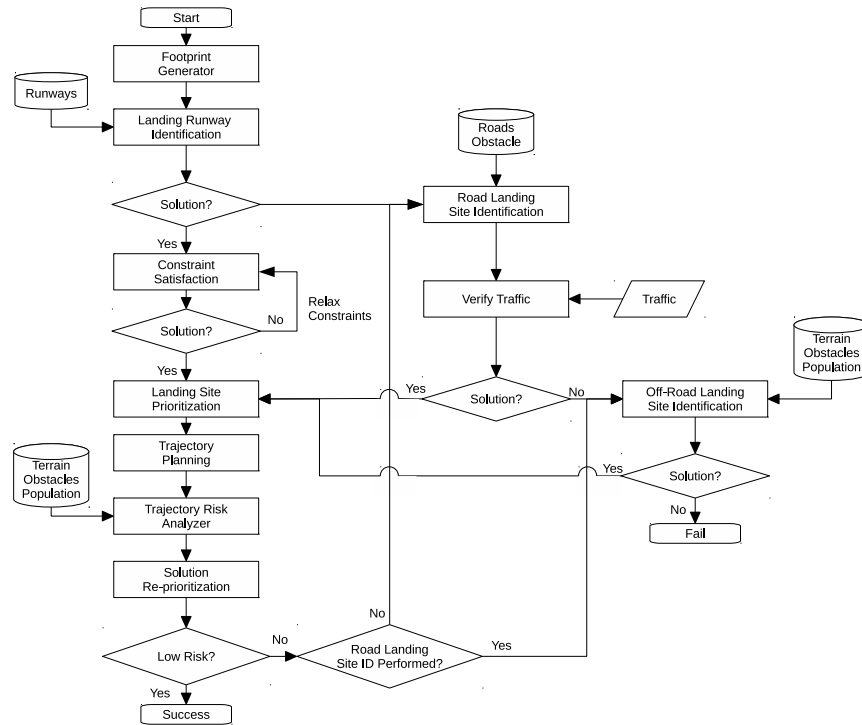 Start
Footprint
Generator
Runways
Landing Runway
Identification
Roads
Obstacle
Solution?
Road Landing
Site Identification
Yes
Constraint
Satisfaction
Relax
Constraints
Verify Traffic
Traffic
Solution?
No
Terrain
Obstacles
Population
Yes
Landing Site
Prioritization
Yes
Solution?
No
Off-Road Landing
Site Identification
Trajectory
Planning
Terrain
Obstacles
Population
Yes
Solution?
Trajectory Risk
Analyzer
No
Fail
Solution
Re-prioritization
No
Low Risk?
No
Road Landing
Site ID Performed?
Yes
Yes
Success